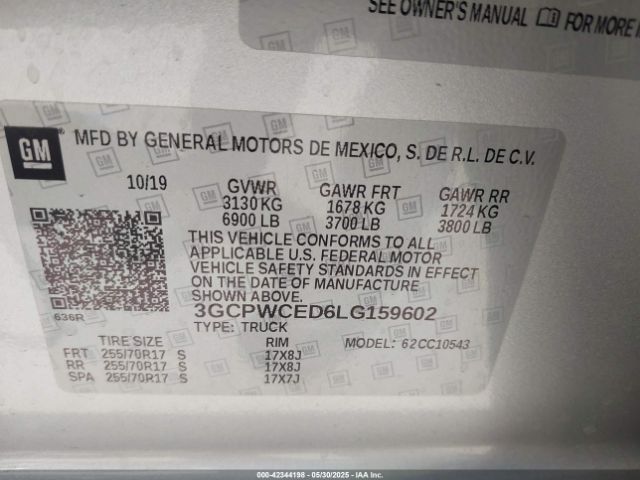 SEE OWNER'S MANUAL FOR MORE
GM
MFD BY GENERAL MOTORS DE MEXICO, S. DE R.L. DE C.V.
10/19 GVWR GAWR FRT GAWR RR
3130 KG 1678 KG 1724 KG
6900 LB 3700 LB 3800 LB
THIS VEHICLE CONFORMS TO ALL
APPLICABLE U.S. FEDERAL MOTOR
VEHICLE SAFETY STANDARDS IN EFFECT
ON THE DATE OF MANUFACTURE
SHOWN ABOVE.
636R 3GCPWCED6LG159602
TYPE: TRUCK MODEL: 62CC10543
TIRE SIZE RIM
FRT 255/70R17 S 17X8J
RR 255/70R17 S 17X8J
SPA 255/70R17 S 17X7J
000-42344198 - 05/30/2025 - IAA Inc.